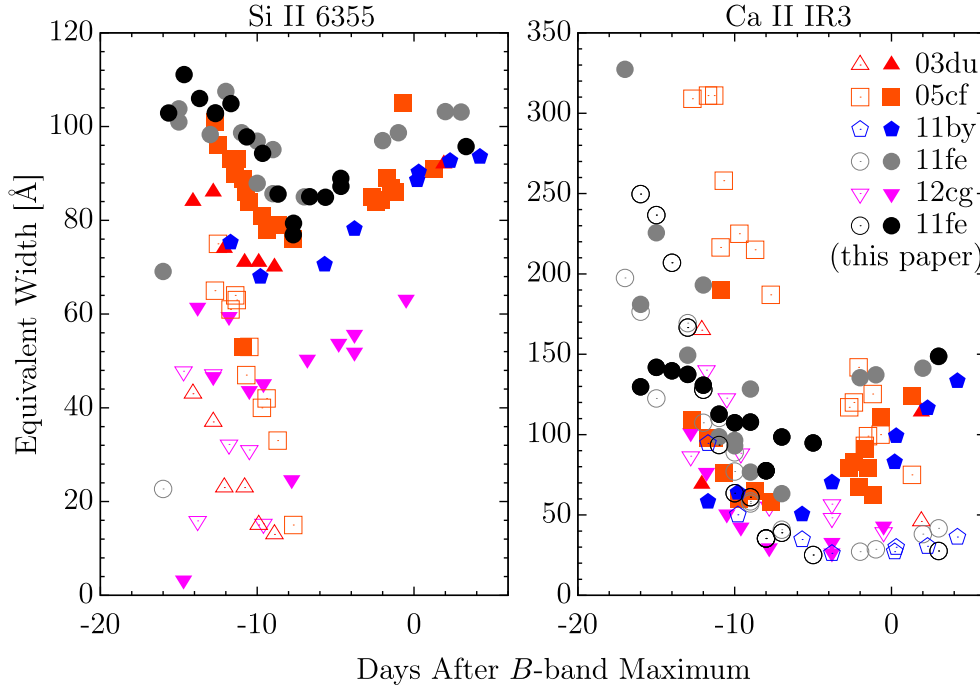 Si II 6355
Ca II IR3
Equivalent Width [Å]
120
100
80
60
40
20
0
-20
-10
0
350
300
250
200
150
100
50
0
-20
-10
0
03du
05cf
11by
11fe
12cg
11fe
(this paper)
Days After B-band Maximum